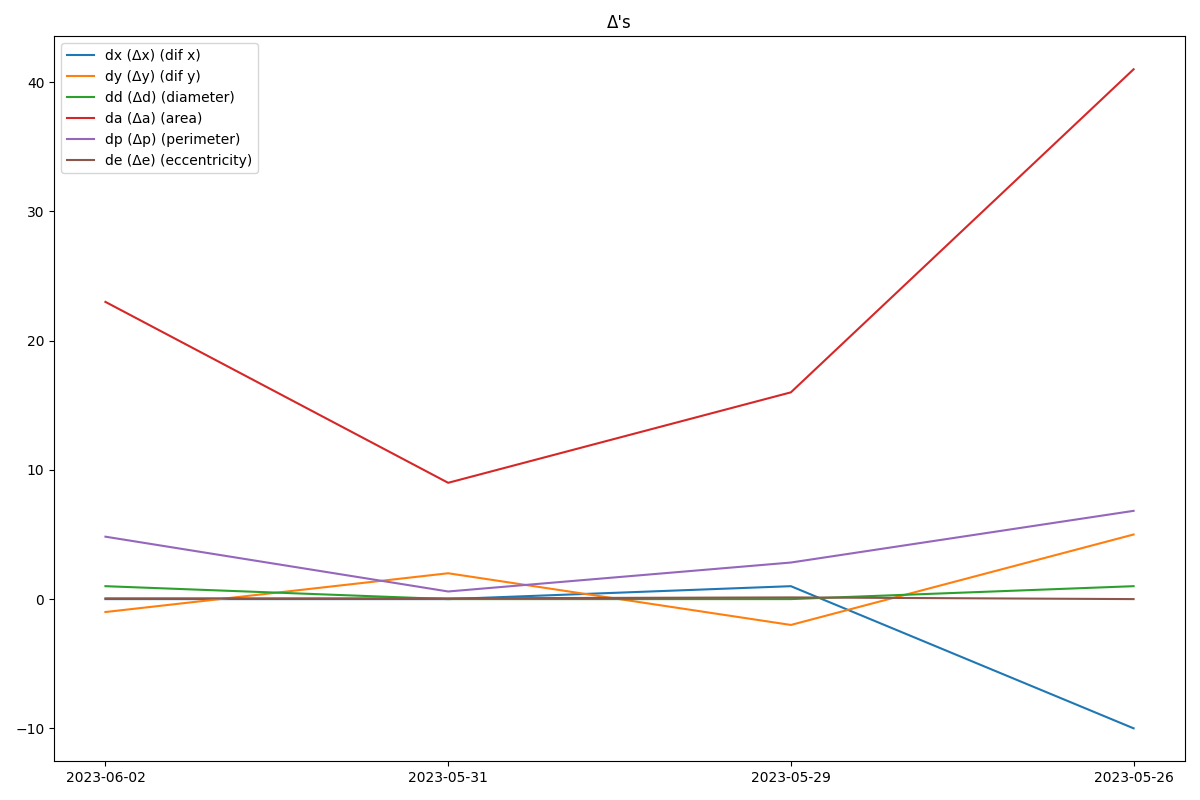 Δ's
dx (Δx) (dif x)
dy (Δy) (dif y)
dd (Δd) (diameter)
da (Δa) (area)
dp (Δp) (perimeter)
de (Δe) (eccentricity)
40
30
20
10
0
−10
2023-06-02 2023-05-31 2023-05-29 2023-05-26